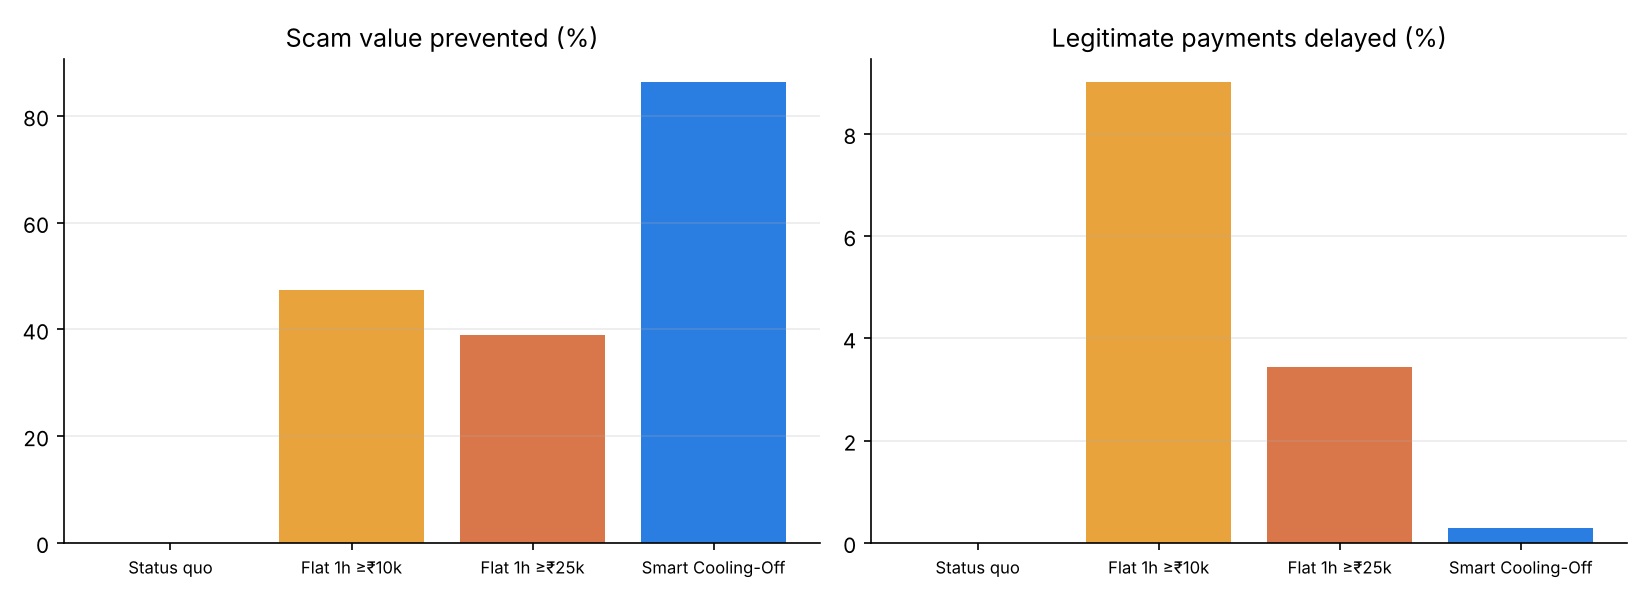 Scam value prevented (%)
80
60
40
20
0
Status quo
Flat 1h ≥₹10k
Flat 1h ≥₹25k
Smart Cooling-Off
Legitimate payments delayed (%)
8
6
4
2
0
Status quo
Flat 1h ≥₹10k
Flat 1h ≥₹25k
Smart Cooling-Off